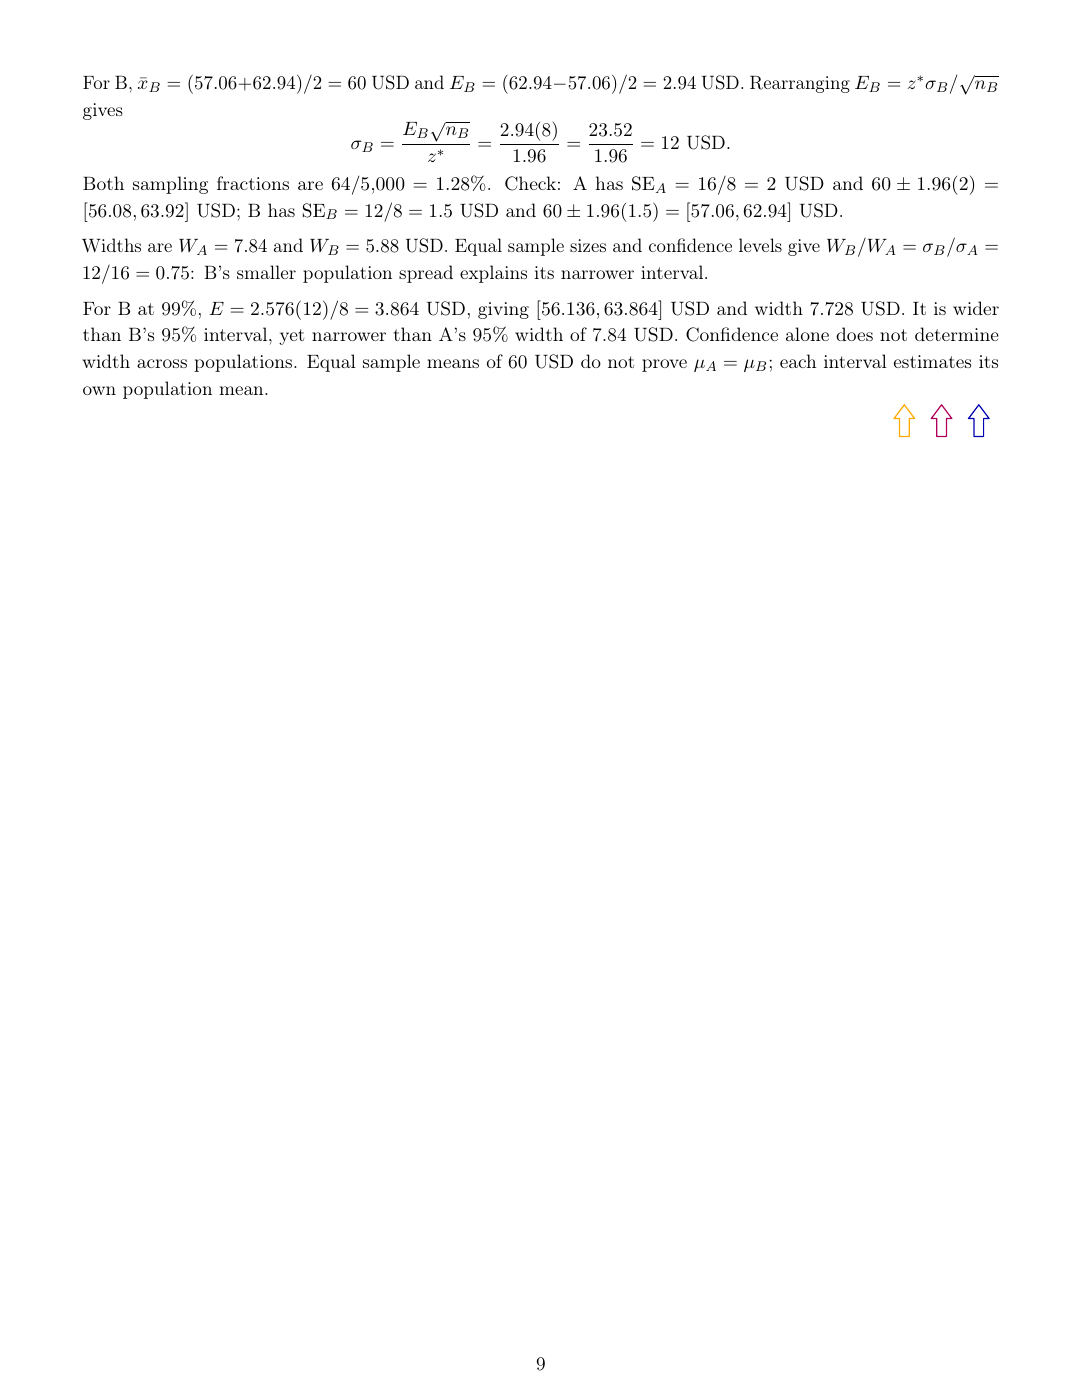 For B, x̄_B = (57.06+62.94)/2 = 60 USD and E_B = (62.94−57.06)/2 = 2.94 USD. Rearranging E_B = z*σ_B/√n_B
gives
σ_B = E_B√n_B / z* = 2.94(8) / 1.96 = 23.52 / 1.96 = 12 USD.
Both sampling fractions are 64/5,000 = 1.28%. Check: A has SE_A = 16/8 = 2 USD and 60 ± 1.96(2) =
[56.08, 63.92] USD; B has SE_B = 12/8 = 1.5 USD and 60 ± 1.96(1.5) = [57.06, 62.94] USD.
Widths are W_A = 7.84 and W_B = 5.88 USD. Equal sample sizes and confidence levels give W_B/W_A = σ_B/σ_A =
12/16 = 0.75: B's smaller population spread explains its narrower interval.
For B at 99%, E = 2.576(12)/8 = 3.864 USD, giving [56.136, 63.864] USD and width 7.728 USD. It is wider
than B's 95% interval, yet narrower than A's 95% width of 7.84 USD. Confidence alone does not determine
width across populations. Equal sample means of 60 USD do not prove μ_A = μ_B; each interval estimates its
own population mean.
9